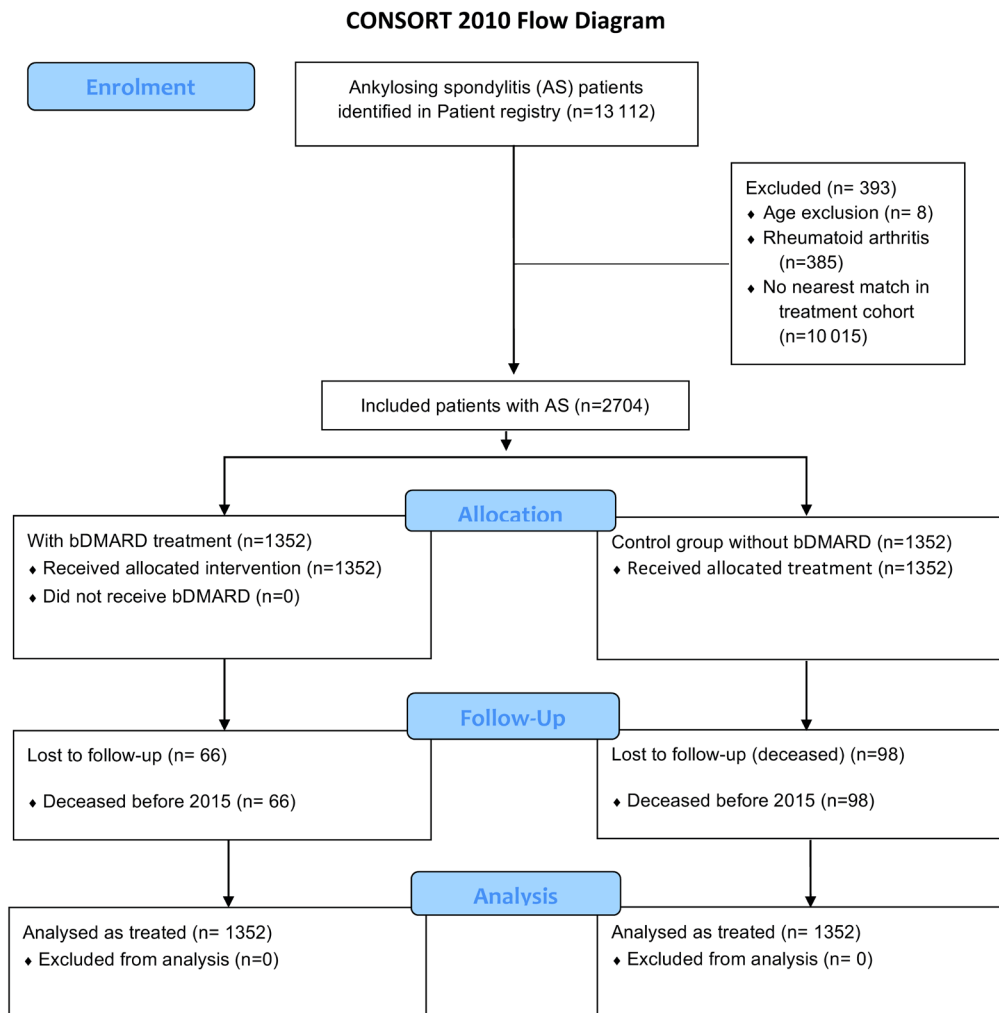 CONSORT 2010 Flow Diagram
Enrolment
Ankylosing spondylitis (AS) patients
identified in Patient registry (n=13 112)
Excluded (n= 393)
♦ Age exclusion (n= 8)
♦ Rheumatoid arthritis
(n=385)
♦ No nearest match in
treatment cohort
(n=10 015)
Included patients with AS (n=2704)
Allocation
With bDMARD treatment (n=1352)
♦ Received allocated intervention (n=1352)
♦ Did not receive bDMARD (n=0)
Control group without bDMARD (n=1352)
♦ Received allocated treatment (n=1352)
Follow-Up
Lost to follow-up (n= 66)
♦ Deceased before 2015 (n= 66)
Lost to follow-up (deceased) (n=98)
♦ Deceased before 2015 (n=98)
Analysis
Analysed as treated (n= 1352)
♦ Excluded from analysis (n=0)
Analysed as treated (n= 1352)
♦ Excluded from analysis (n= 0)